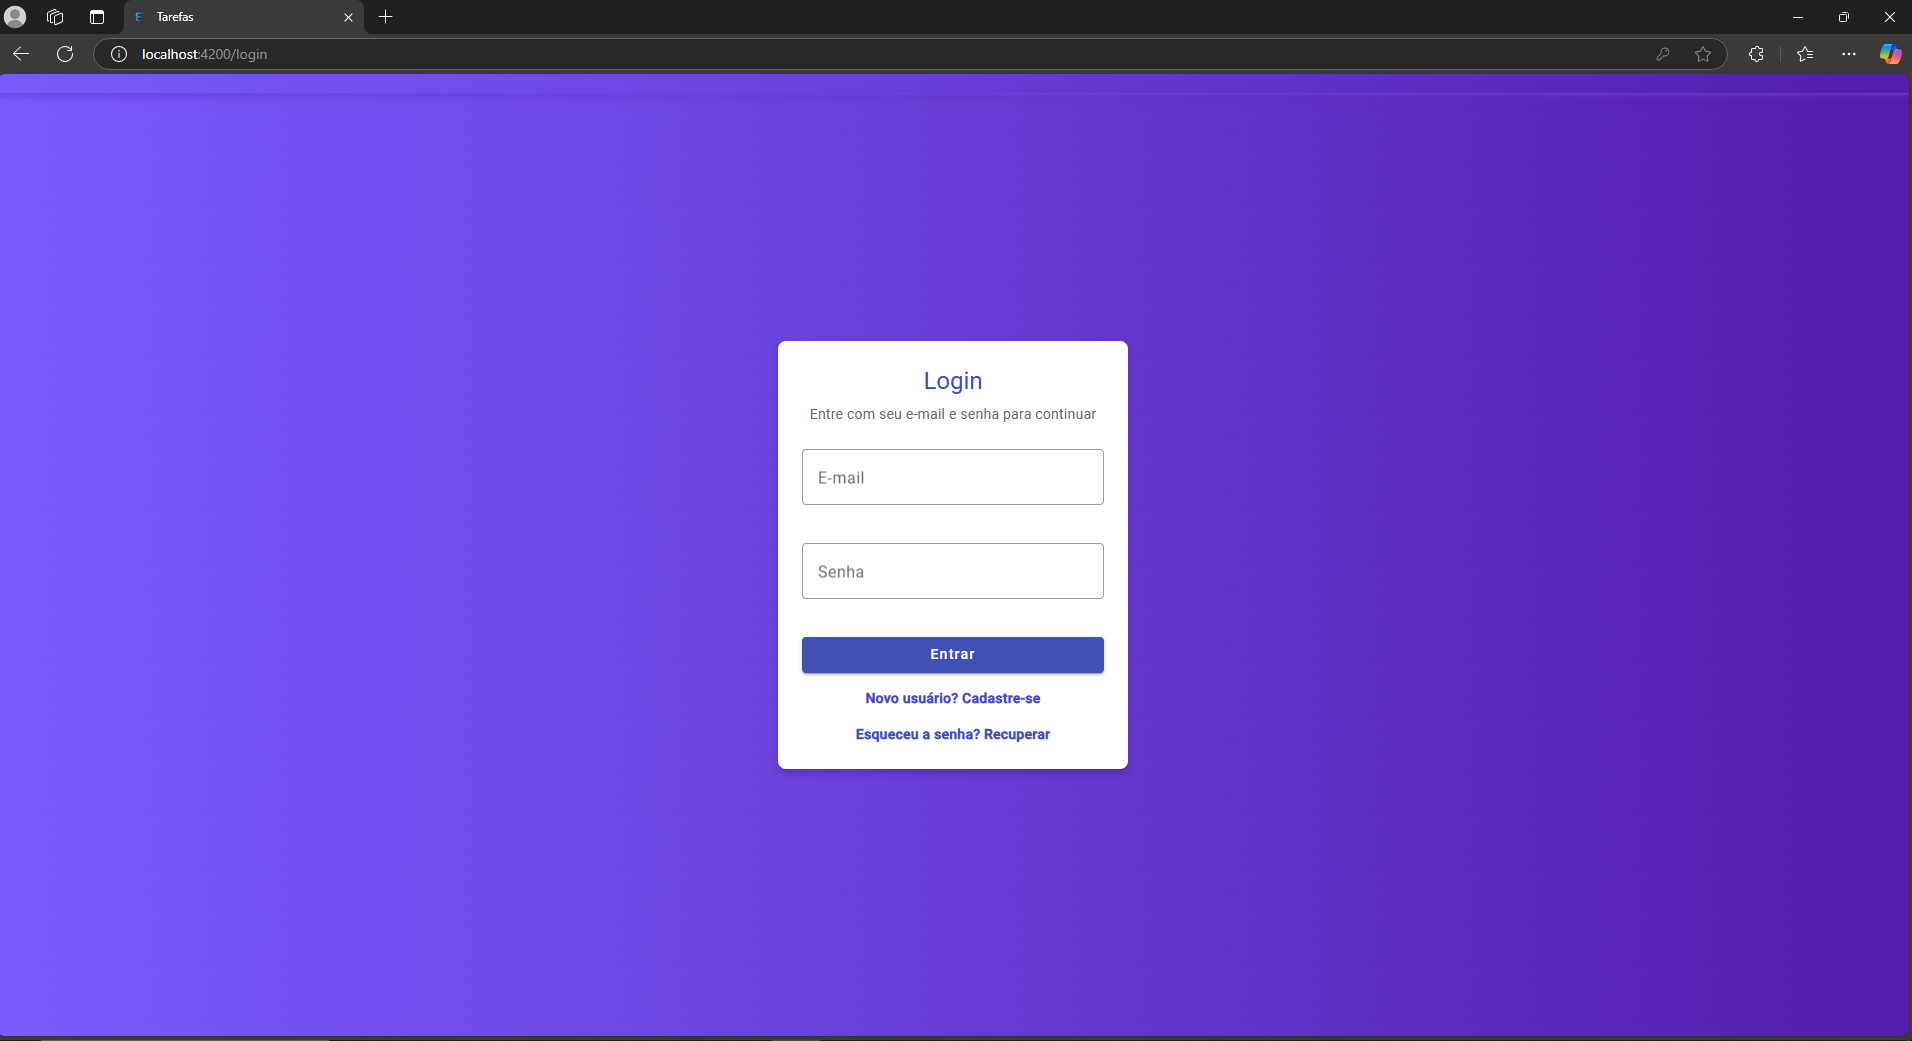 Tarefas
localhost:4200/login
Login
Entre com seu e-mail e senha para continuar
E-mail
Senha
Entrar
Novo usuário? Cadastre-se
Esqueceu a senha? Recuperar